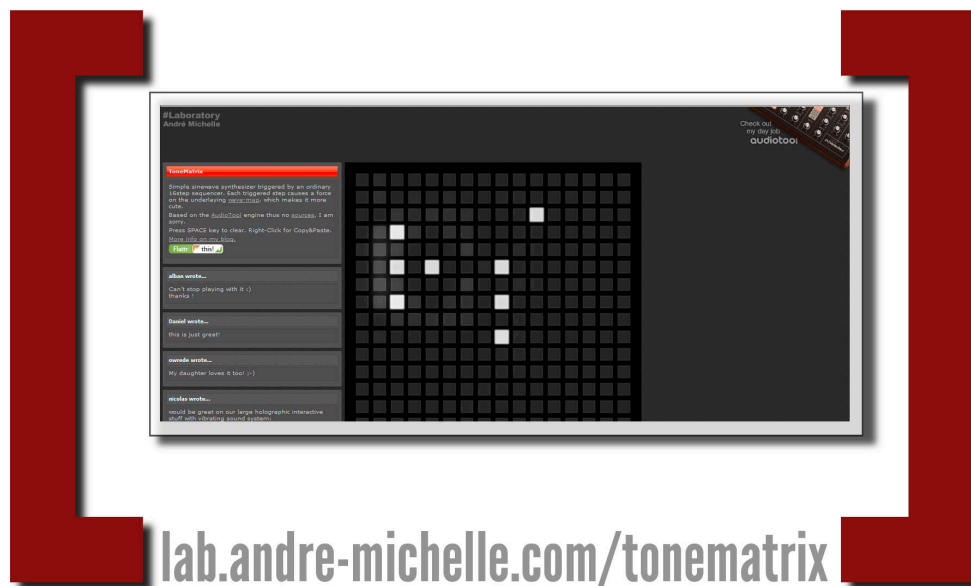 #Laboratory
André Michelle
Check out
my day job
audiotool
ToneMatrix
Simple sinewave synthesizer triggered by an ordinary
16step sequencer. Each triggered step causes a force
on the underlaying wave-map, which makes it more
cute.
Based on the AudioTool engine thus no sources. I am
sorry.
Press SPACE key to clear. Right-Click for Copy&Paste.
More info on my blog.
Flattr this!
alban wrote...
Can't stop playing with it :)
thanks !
Daniel wrote...
this is just great!
owrede wrote...
My daughter loves it too! :-)
nicolas wrote...
would be great on our large holographic interactive
stuff with vibrating sound system:
lab.andre-michelle.com/tonematrix